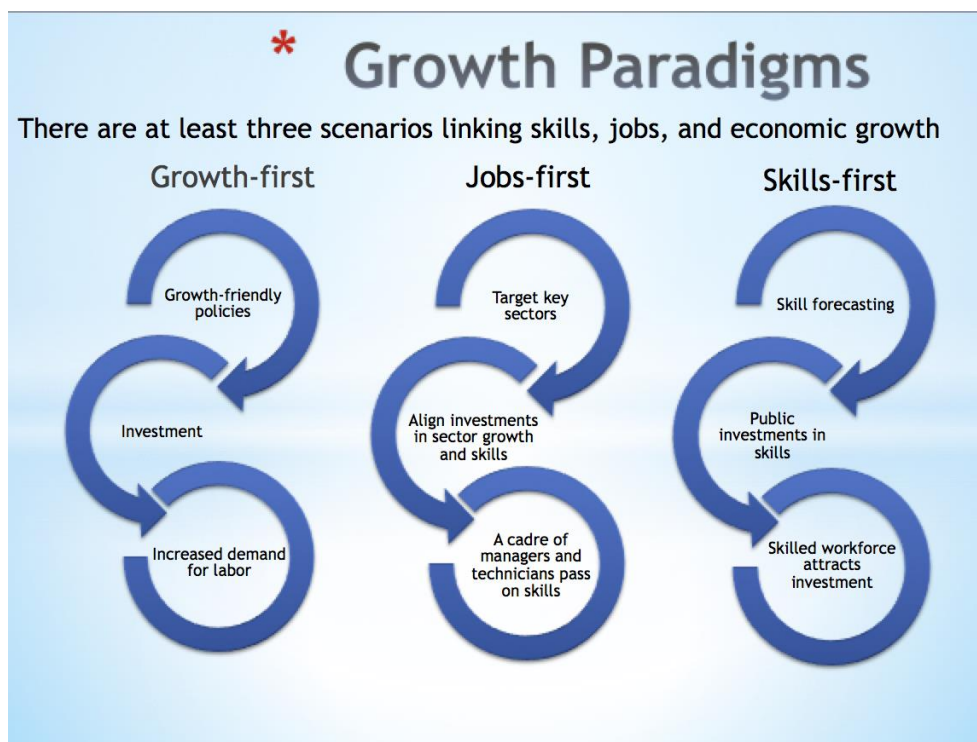 * Growth Paradigms
There are at least three scenarios linking skills, jobs, and economic growth
Growth-first
Growth-friendly
policies
Investment
Increased demand
for labor
Jobs-first
Target key
sectors
Align investments
in sector growth
and skills
A cadre of
managers and
technicians pass
on skills
Skills-first
Skill forecasting
Public
investments in
skills
Skilled workforce
attracts
investment